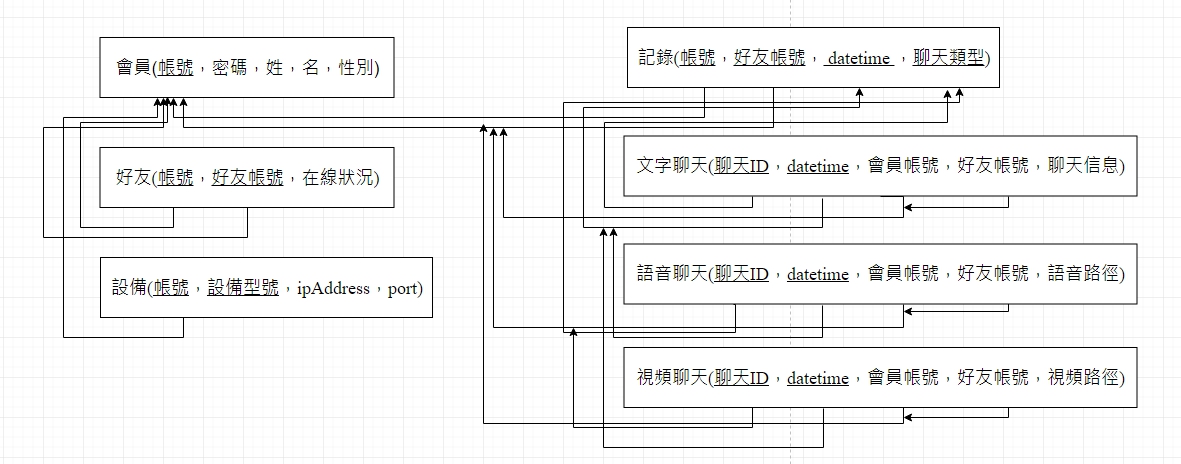 會員(帳號，密碼，姓，名，性別)
好友(帳號，好友帳號，在線狀況)
設備(帳號，設備型號，ipAddress，port)
記錄(帳號，好友帳號， datetime ，聊天類型)
文字聊天(聊天ID，datetime，會員帳號，好友帳號，聊天信息)
語音聊天(聊天ID，datetime，會員帳號，好友帳號，語音路徑)
視頻聊天(聊天ID，datetime，會員帳號，好友帳號，視頻路徑)